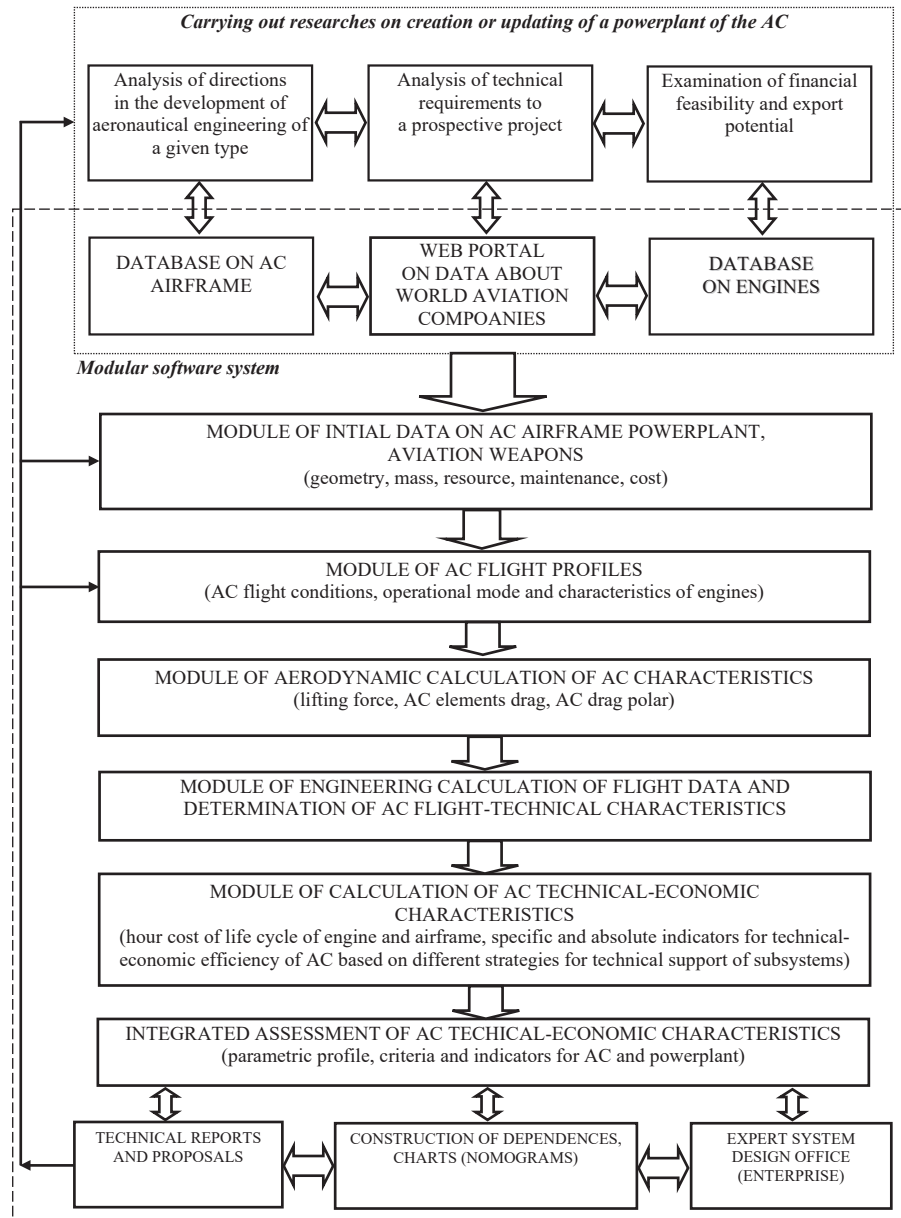 Carrying out researches on creation or updating of a powerplant of the AC
Analysis of directions
in the development of
aeronautical engineering of
a given type
Analysis of technical
requirements to
a prospective project
Examination of financial
feasibility and export
potential
DATABASE ON AC
AIRFRAME
WEB PORTAL
ON DATA ABOUT
WORLD AVIATION
COMPOANIES
DATABASE
ON ENGINES
Modular software system
MODULE OF INTIAL DATA ON AC AIRFRAME POWERPLANT,
AVIATION WEAPONS
(geometry, mass, resource, maintenance, cost)
MODULE OF AC FLIGHT PROFILES
(AC flight conditions, operational mode and characteristics of engines)
MODULE OF AERODYNAMIC CALCULATION OF AC CHARACTERISTICS
(lifting force, AC elements drag, AC drag polar)
MODULE OF ENGINEERING CALCULATION OF FLIGHT DATA AND
DETERMINATION OF AC FLIGHT-TECHNICAL CHARACTERISTICS
MODULE OF CALCULATION OF AC TECHNICAL-ECONOMIC
CHARACTERISTICS
(hour cost of life cycle of engine and airframe, specific and absolute indicators for technical-
economic efficiency of AC based on different strategies for technical support of subsystems)
INTEGRATED ASSESSMENT OF AC TECHICAL-ECONOMIC CHARACTERISTICS
(parametric profile, criteria and indicators for AC and powerplant)
TECHNICAL REPORTS
AND PROPOSALS
CONSTRUCTION OF DEPENDENCES,
CHARTS (NOMOGRAMS)
EXPERT SYSTEM
DESIGN OFFICE
(ENTERPRISE)